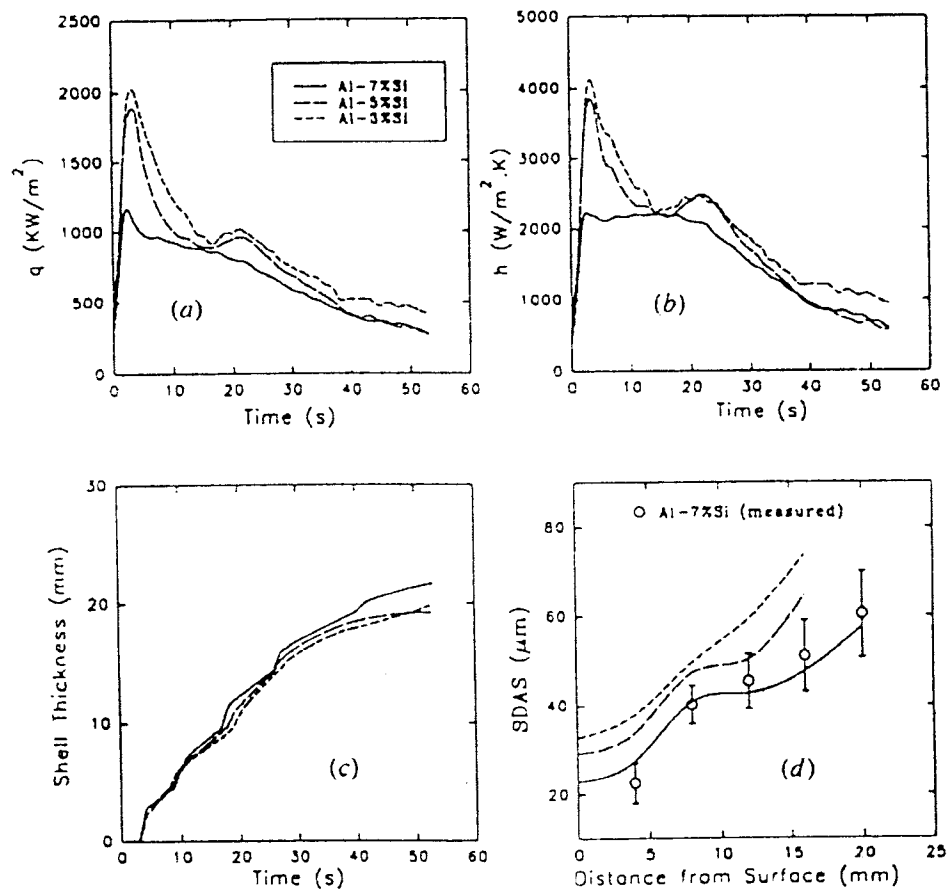 2500
2000
1500
1000
500
0
q (KW/m²)
Al-7%Si
Al-5%Si
Al-3%Si
(a)
0 10 20 30 40 50 60
Time (s)
5000
4000
3000
2000
1000
0
h (W/m².K)
(b)
0 10 20 30 40 50 60
Time (s)
30
20
10
0
Shell Thickness (mm)
(c)
0 10 20 30 40 50 60
Time (s)
80
60
40
20
SDAS (μm)
Al-7%Si (measured)
(d)
0 5 10 15 20 25
Distance from Surface (mm)